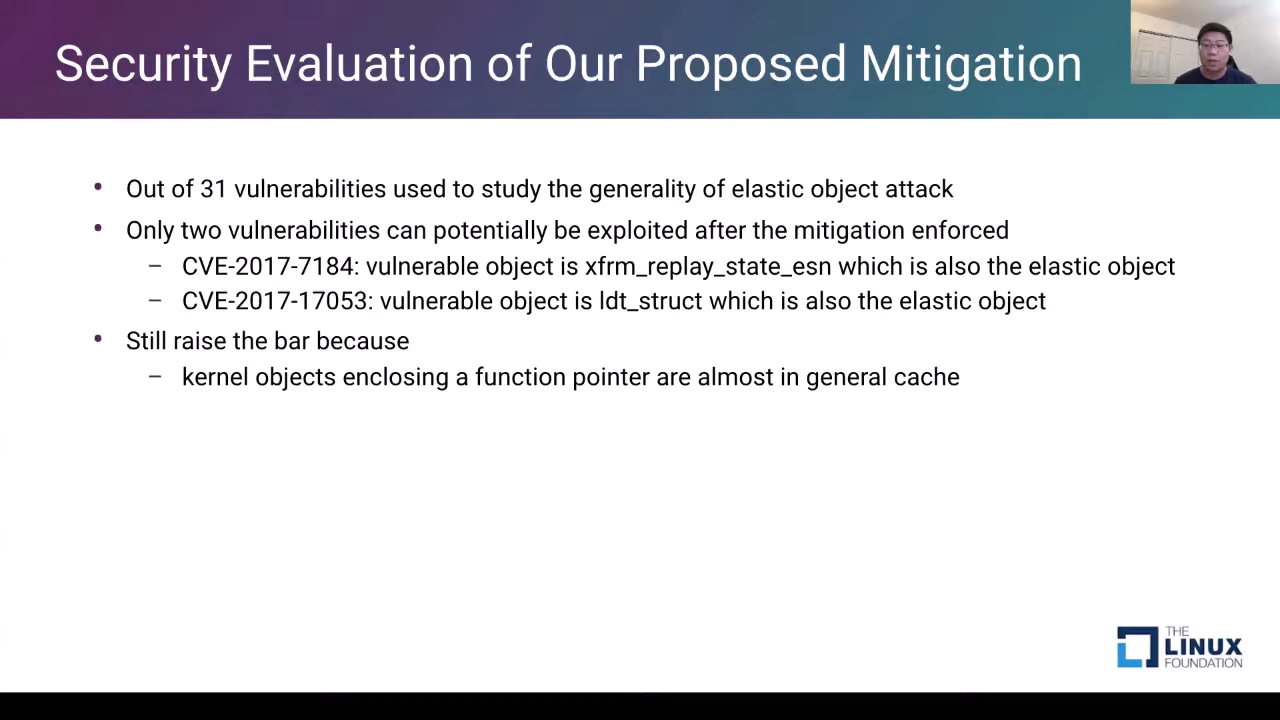 Security Evaluation of Our Proposed Mitigation
• Out of 31 vulnerabilities used to study the generality of elastic object attack
• Only two vulnerabilities can potentially be exploited after the mitigation enforced
– CVE-2017-7184: vulnerable object is xfrm_replay_state_esn which is also the elastic object
– CVE-2017-17053: vulnerable object is ldt_struct which is also the elastic object
• Still raise the bar because
– kernel objects enclosing a function pointer are almost in general cache
THE
LINUX
FOUNDATION